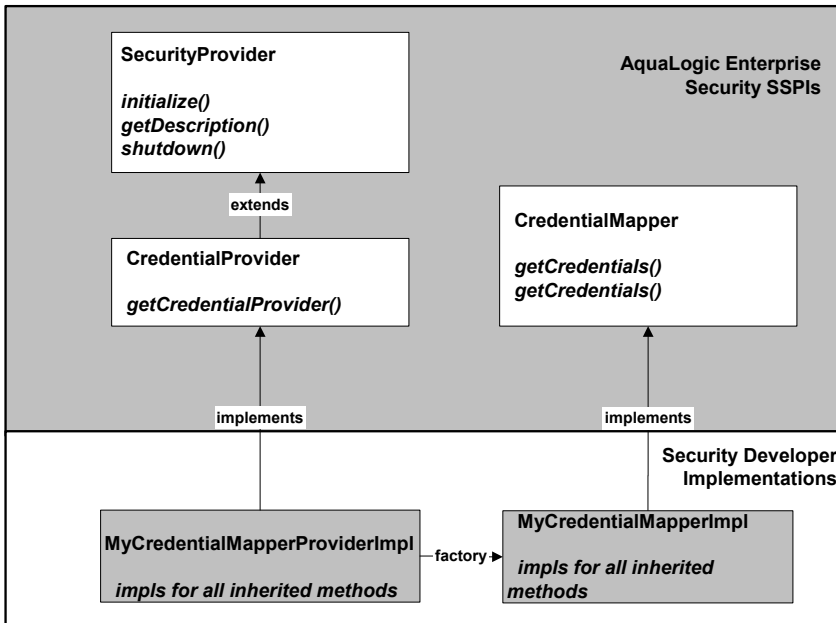 SecurityProvider
initialize()
getDescription()
shutdown()
AquaLogic Enterprise
Security SSPIs
extends
CredentialProvider
getCredentialProvider()
CredentialMapper
getCredentials()
getCredentials()
implements
implements
Security Developer
Implementations
MyCredentialMapperProviderImpl
impls for all inherited methods
factory
MyCredentialMapperImpl
impls for all inherited
methods